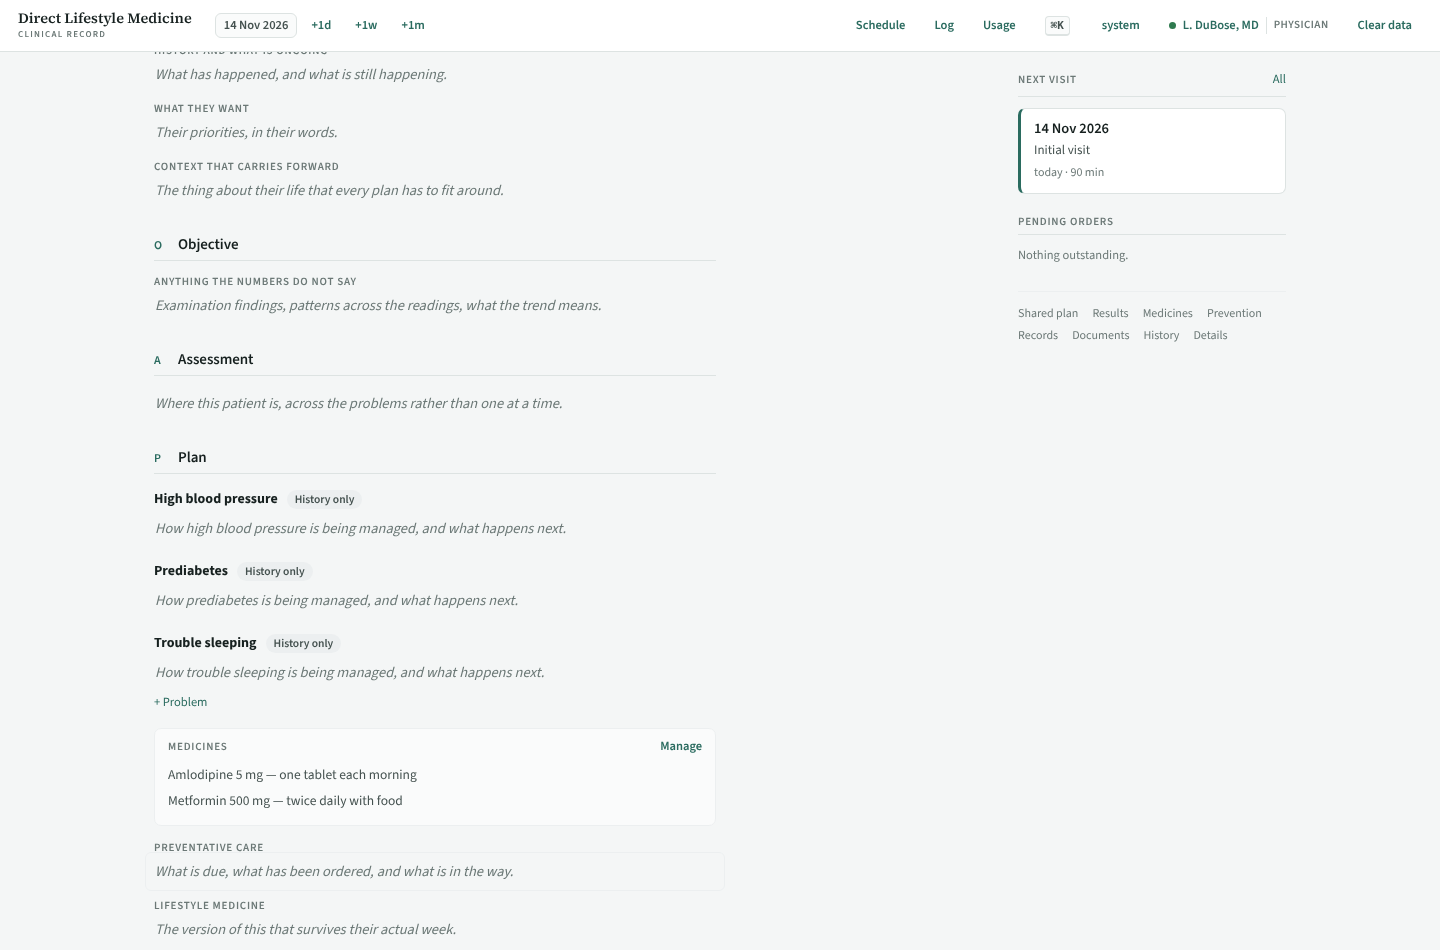 Direct Lifestyle Medicine
CLINICAL RECORD
14 Nov 2026 +1d +1w +1m
Schedule Log Usage ⌘K system L. DuBose, MD PHYSICIAN Clear data
HISTORY AND WHAT IS ONGOING
What has happened, and what is still happening.
WHAT THEY WANT
Their priorities, in their words.
CONTEXT THAT CARRIES FORWARD
The thing about their life that every plan has to fit around.
O Objective
ANYTHING THE NUMBERS DO NOT SAY
Examination findings, patterns across the readings, what the trend means.
A Assessment
Where this patient is, across the problems rather than one at a time.
P Plan
High blood pressure History only
How high blood pressure is being managed, and what happens next.
Prediabetes History only
How prediabetes is being managed, and what happens next.
Trouble sleeping History only
How trouble sleeping is being managed, and what happens next.
+ Problem
MEDICINES Manage
Amlodipine 5 mg — one tablet each morning
Metformin 500 mg — twice daily with food
PREVENTATIVE CARE
What is due, what has been ordered, and what is in the way.
LIFESTYLE MEDICINE
The version of this that survives their actual week.
NEXT VISIT All
14 Nov 2026
Initial visit
today · 90 min
PENDING ORDERS
Nothing outstanding.
Shared plan Results Medicines Prevention
Records Documents History Details